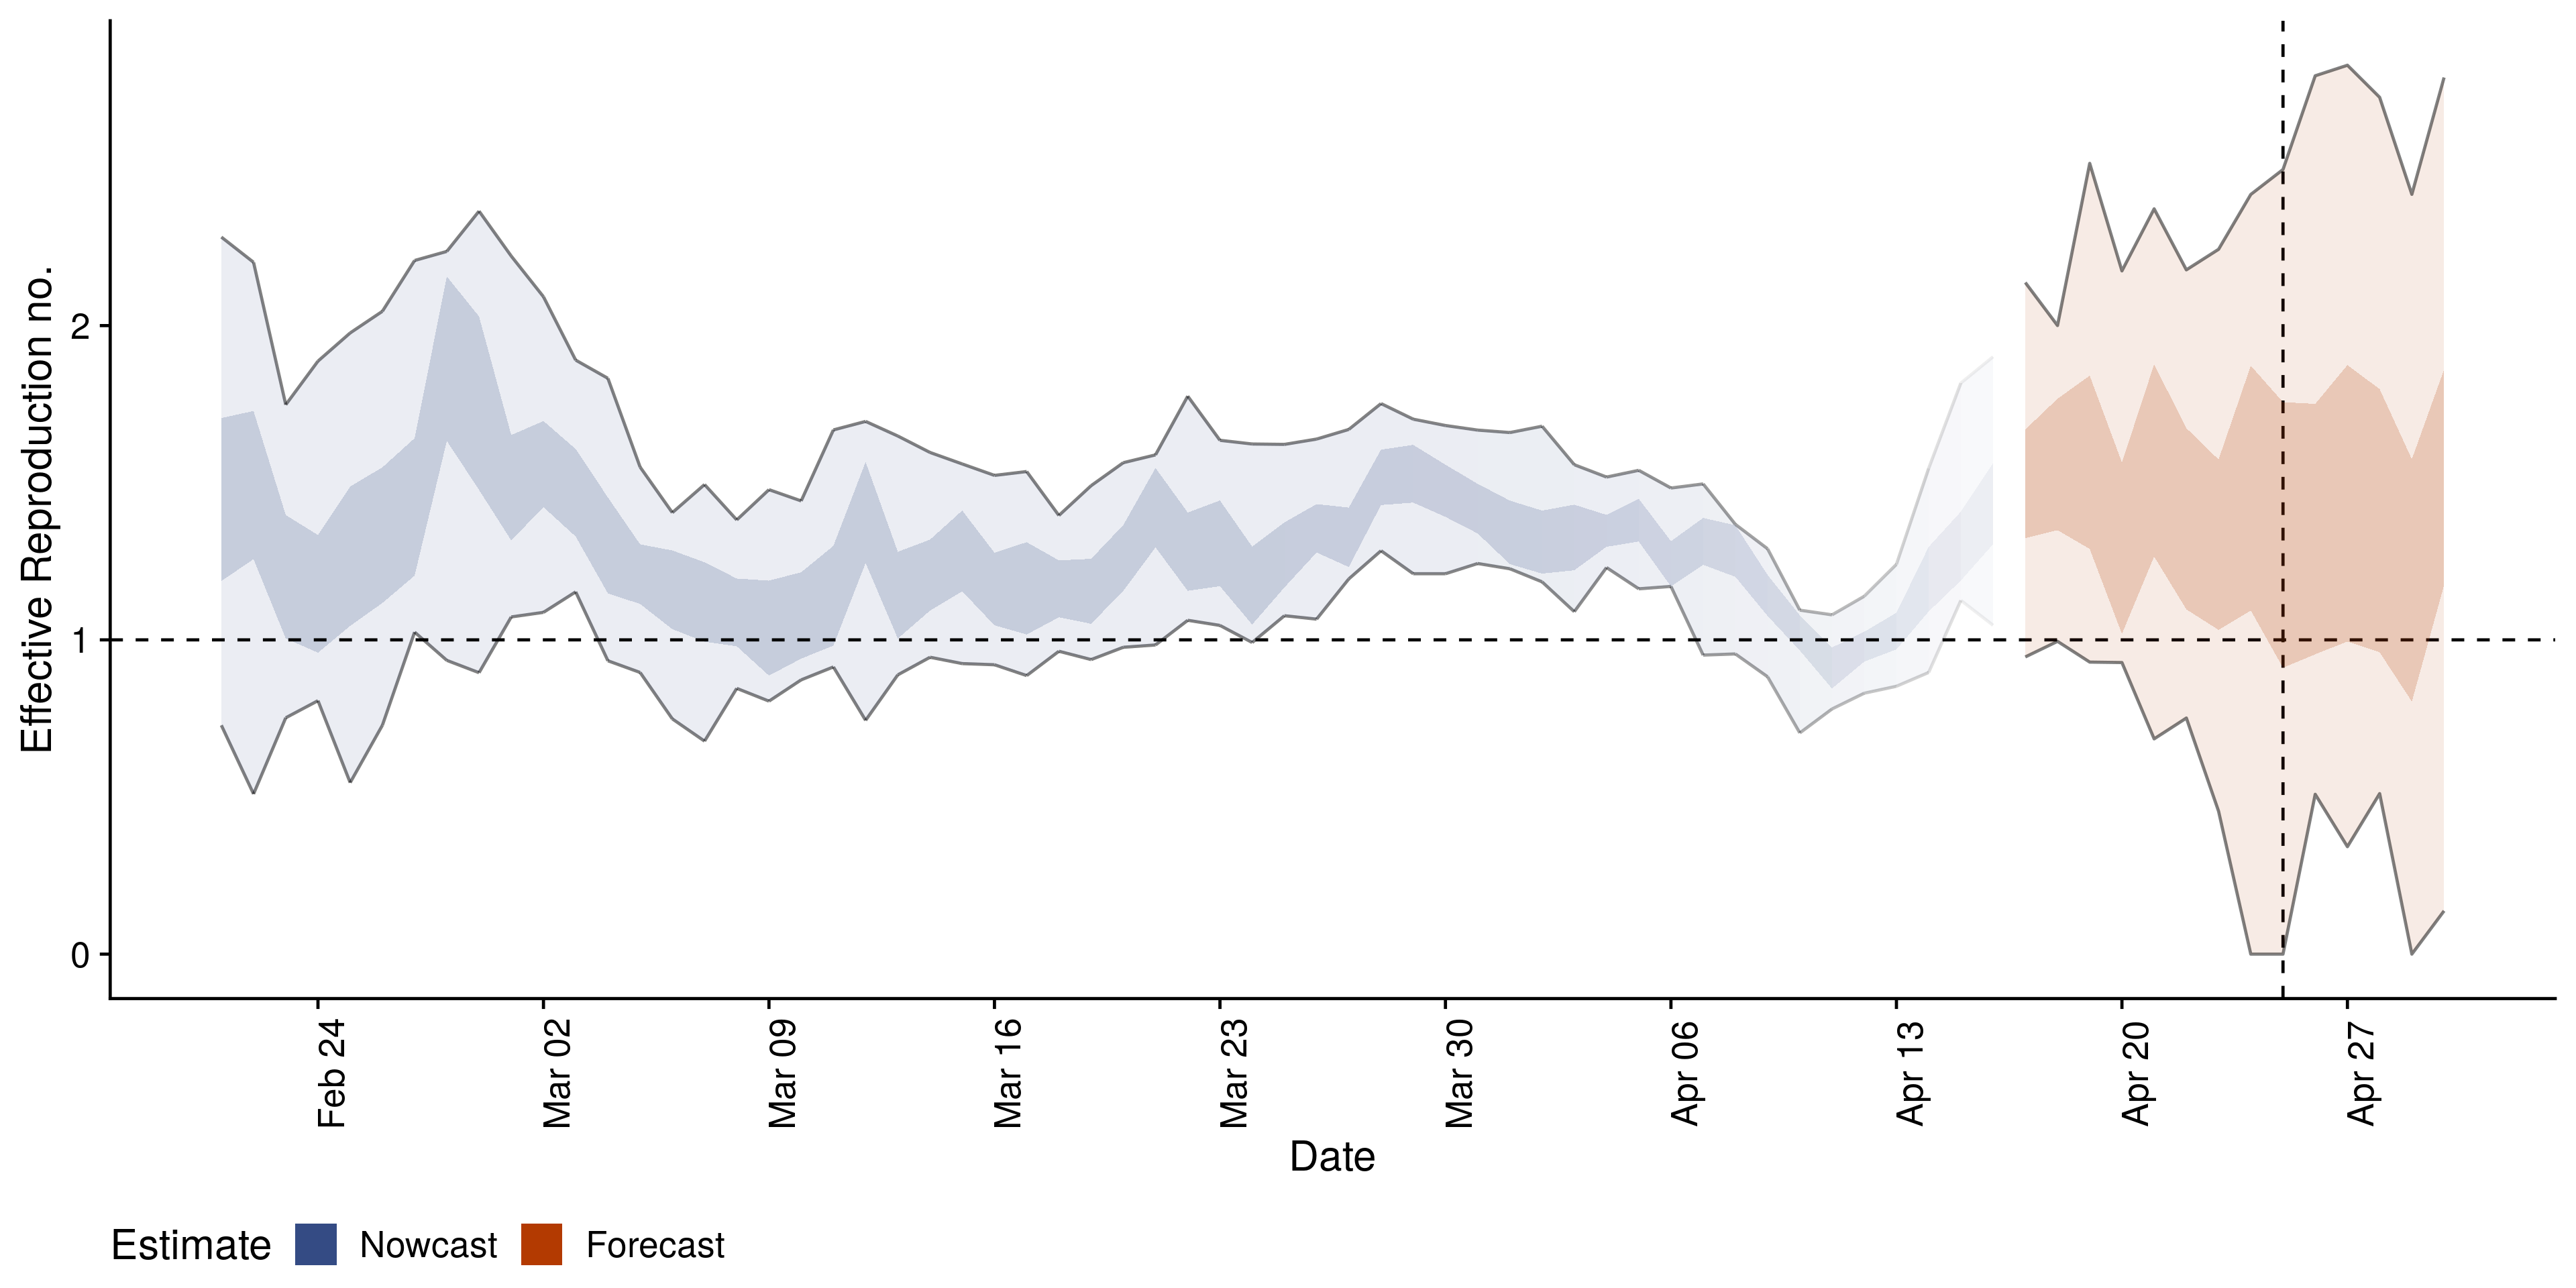 Effective Reproduction no.
2
1
0
Feb 24
Mar 02
Mar 09
Mar 16
Mar 23
Mar 30
Apr 06
Apr 13
Apr 20
Apr 27
Date
Estimate Nowcast Forecast